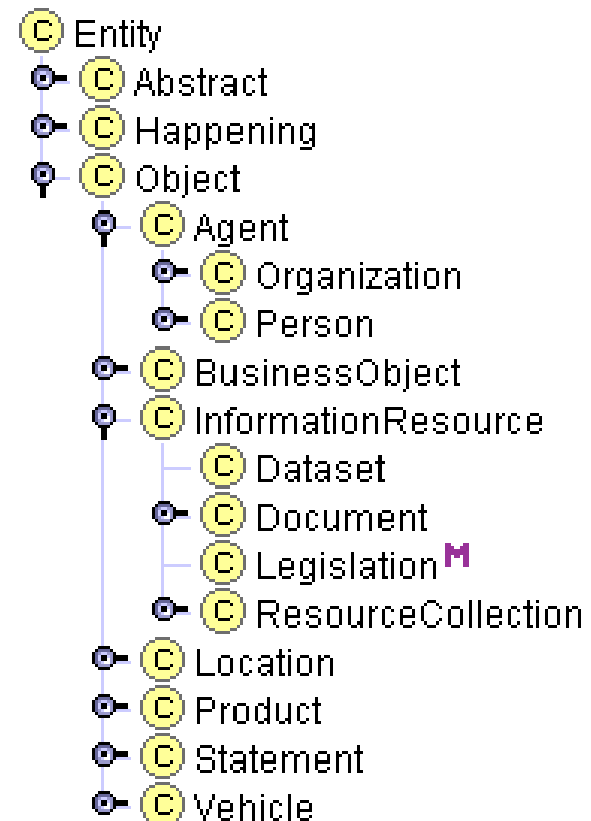 C Entity
C Abstract
C Happening
C Object
C Agent
C Organization
C Person
C BusinessObject
C InformationResource
C Dataset
C Document
C Legislation M
C ResourceCollection
C Location
C Product
C Statement
C Vehicle